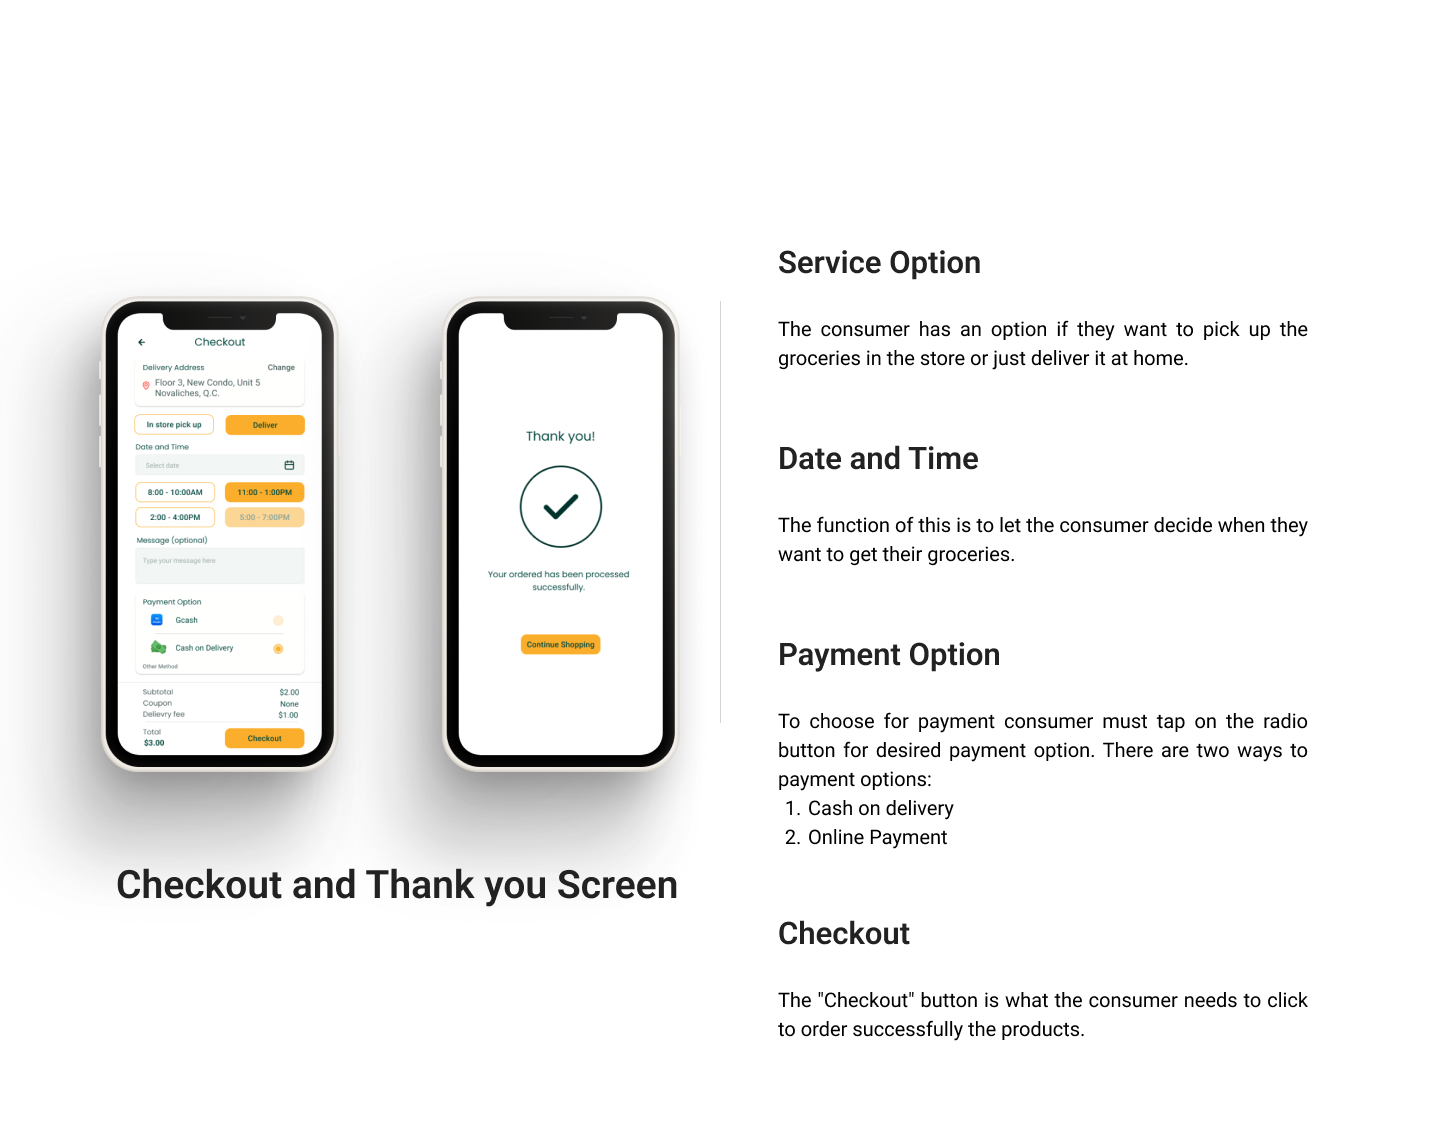 Checkout
Delivery Address Change
Floor 3, New Condo, Unit 5
Novaliches, Q.C.
In store pick up Deliver
Date and Time
Select date
8:00 - 10:00AM 11:00 - 1:00PM
2:00 - 4:00PM 5:00 - 7:00PM
Message (optional)
Type your message here
Payment Option
Gcash
Cash on Delivery
Other Method
Subtotal $2.00
Coupon None
Delievry fee $1.00
Total
$3.00
Checkout
Thank you!
Your ordered has been processed
successfully.
Continue Shopping
Checkout and Thank you Screen
Service Option
The consumer has an option if they want to pick up the
groceries in the store or just deliver it at home.
Date and Time
The function of this is to let the consumer decide when they
want to get their groceries.
Payment Option
To choose for payment consumer must tap on the radio
button for desired payment option. There are two ways to
payment options:
1. Cash on delivery
2. Online Payment
Checkout
The "Checkout" button is what the consumer needs to click
to order successfully the products.